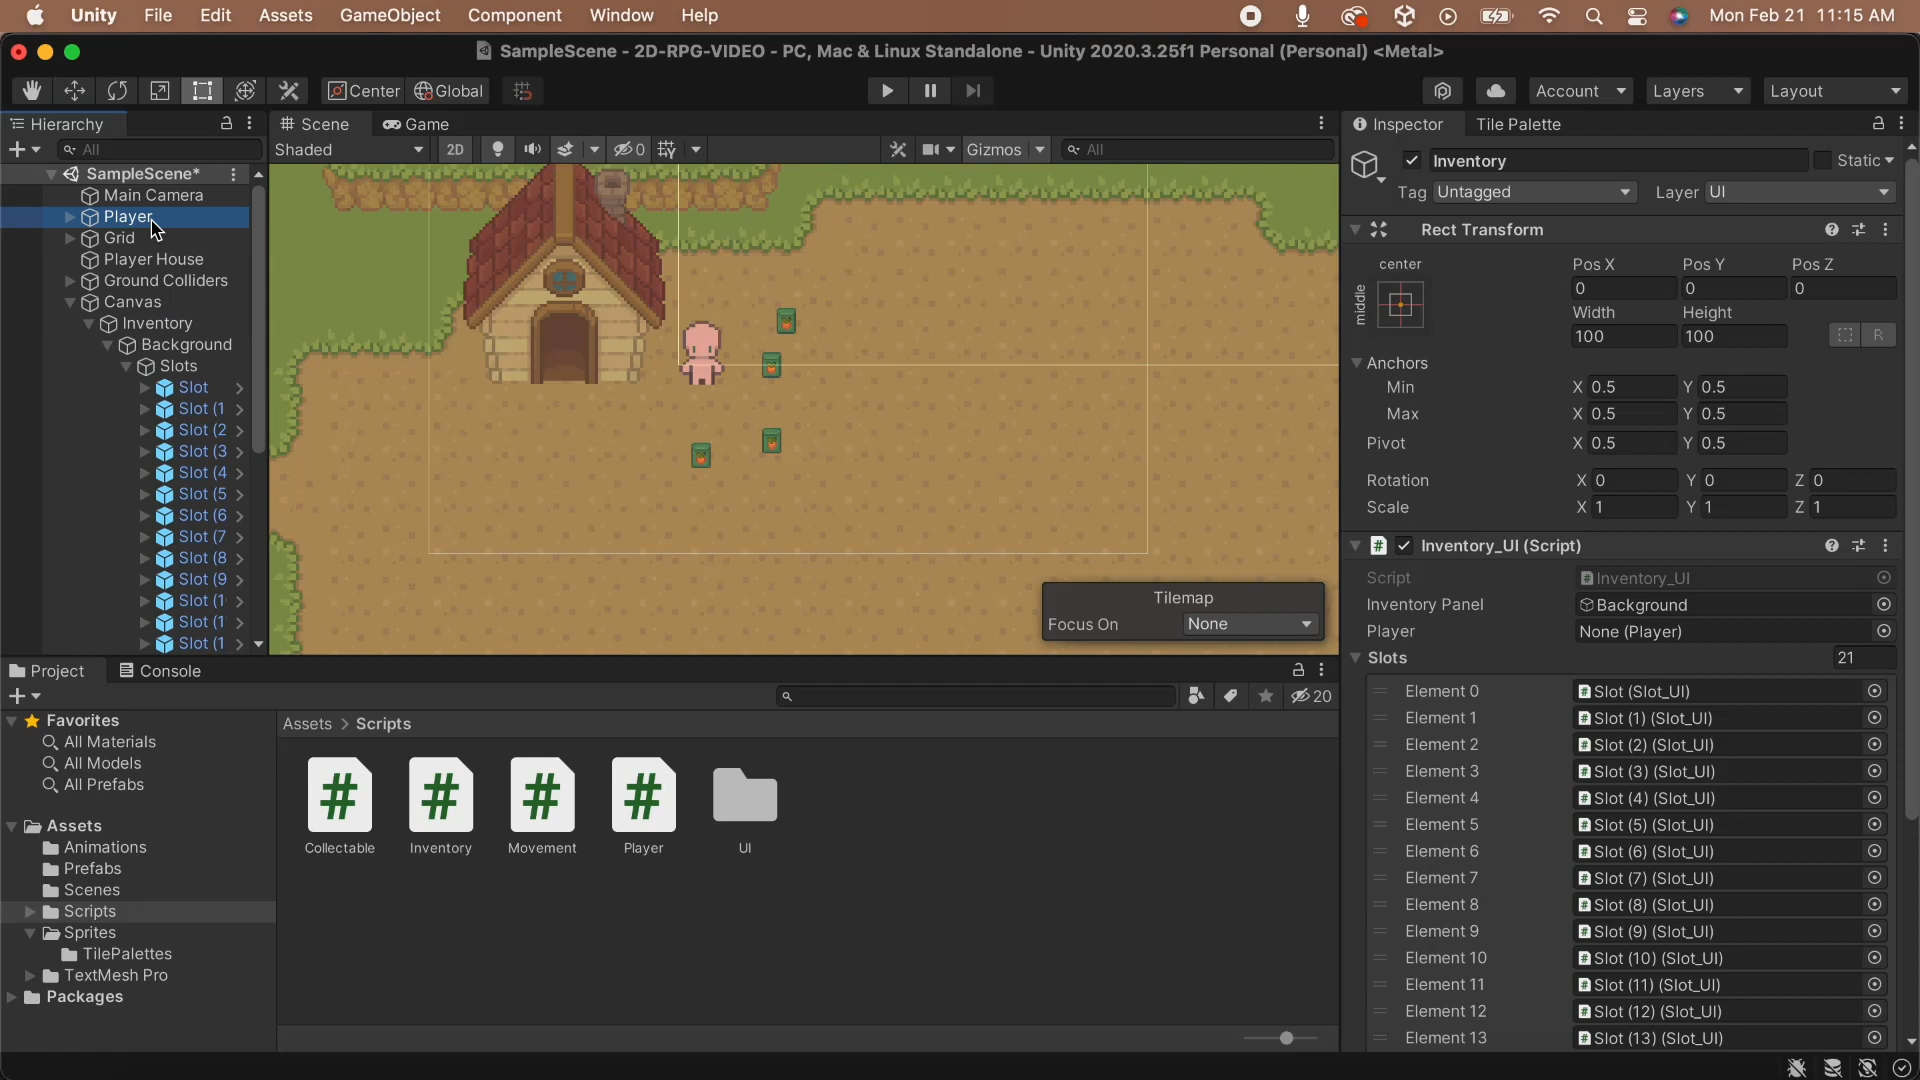 Unity File Edit Assets GameObject Component Window Help Mon Feb 21 11:15 AM
SampleScene - 2D-RPG-VIDEO - PC, Mac & Linux Standalone - Unity 2020.3.25f1 Personal (Personal) <Metal>
Center Global Account Layers Layout
Hierarchy
All
SampleScene*
Main Camera
Player
Grid
Player House
Ground Colliders
Canvas
Inventory
Background
Slots
Slot
Slot (1
Slot (2
Slot (3
Slot (4
Slot (5
Slot (6
Slot (7
Slot (8
Slot (9
Slot (1
Slot (1
Slot (1
Scene Game
Shaded 2D 0 Gizmos All
Tilemap
Focus On None
Inspector Tile Palette
Inventory Static
Tag Untagged Layer UI
Rect Transform
center
middle
Pos X Pos Y Pos Z
0 0 0
Width Height
100 100 R
Anchors
Min X 0.5 Y 0.5
Max X 0.5 Y 0.5
Pivot X 0.5 Y 0.5
Rotation X 0 Y 0 Z 0
Scale X 1 Y 1 Z 1
# Inventory_UI (Script)
Script Inventory_UI
Inventory Panel Background
Player None (Player)
Slots 21
Element 0 Slot (Slot_UI)
Element 1 Slot (1) (Slot_UI)
Element 2 Slot (2) (Slot_UI)
Element 3 Slot (3) (Slot_UI)
Element 4 Slot (4) (Slot_UI)
Element 5 Slot (5) (Slot_UI)
Element 6 Slot (6) (Slot_UI)
Element 7 Slot (7) (Slot_UI)
Element 8 Slot (8) (Slot_UI)
Element 9 Slot (9) (Slot_UI)
Element 10 Slot (10) (Slot_UI)
Element 11 Slot (11) (Slot_UI)
Element 12 Slot (12) (Slot_UI)
Element 13 Slot (13) (Slot_UI)
Project Console
20
Favorites
All Materials
All Models
All Prefabs
Assets
Animations
Prefabs
Scenes
Scripts
Sprites
TilePalettes
TextMesh Pro
Packages
Assets > Scripts
# # # #
Collectable Inventory Movement Player UI